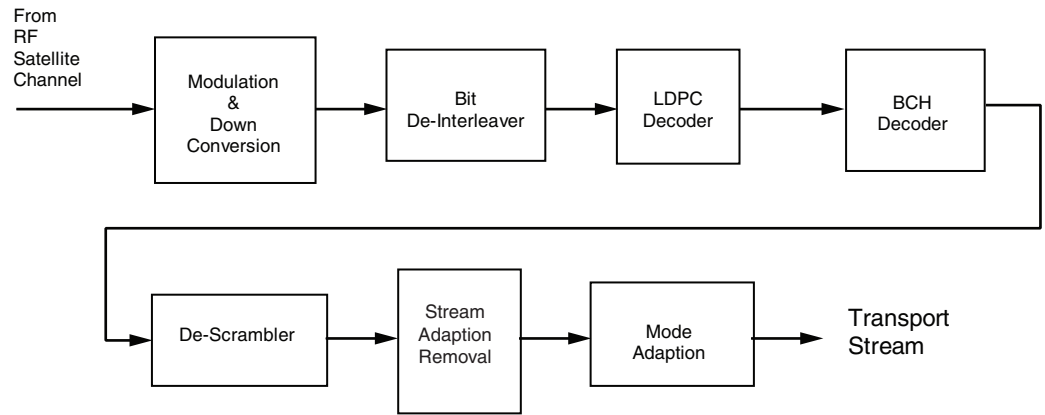 From
RF
Satellite
Channel
Modulation
&
Down
Conversion
Bit
De-Interleaver
LDPC
Decoder
BCH
Decoder
De-Scrambler
Stream
Adaption
Removal
Mode
Adaption
Transport
Stream